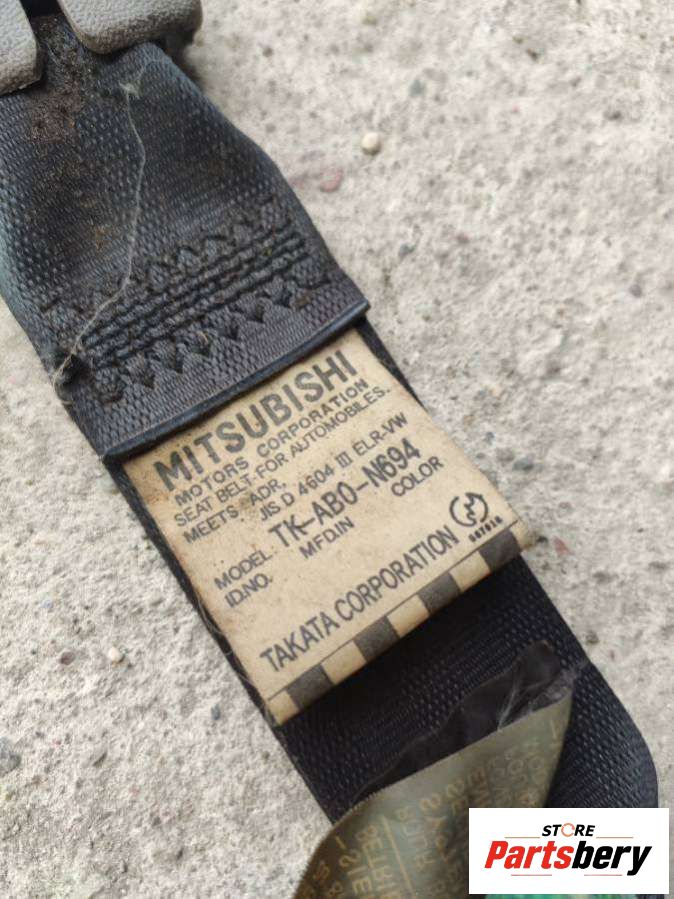 MITSUBISHI
MOTORS CORPORATION
SEAT BELT-FOR AUTOMOBILES.
MEETS ADR,
JIS D 4604 III ELR-VW
MODEL. TK-AB0-N694
ID.NO. MFD.IN COLOR
TAKATA CORPORATION
STORE
Partsbery